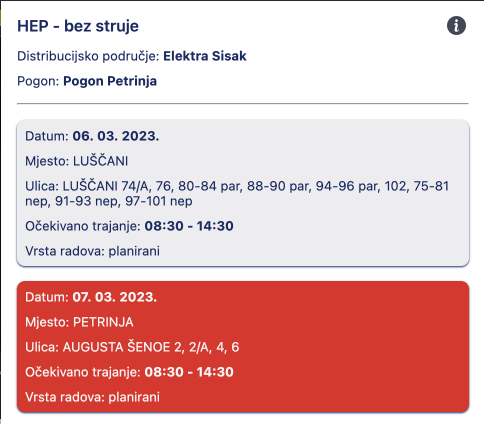 HEP - bez struje
Distribucijsko područje: Elektra Sisak
Pogon: Pogon Petrinja
Datum: 06. 03. 2023.
Mjesto: LUŠČANI
Ulica: LUŠČANI 74/A, 76, 80-84 par, 88-90 par, 94-96 par, 102, 75-81
nep, 91-93 nep, 97-101 nep
Očekivano trajanje: 08:30 - 14:30
Vrsta radova: planirani
Datum: 07. 03. 2023.
Mjesto: PETRINJA
Ulica: AUGUSTA ŠENOE 2, 2/A, 4, 6
Očekivano trajanje: 08:30 - 14:30
Vrsta radova: planirani